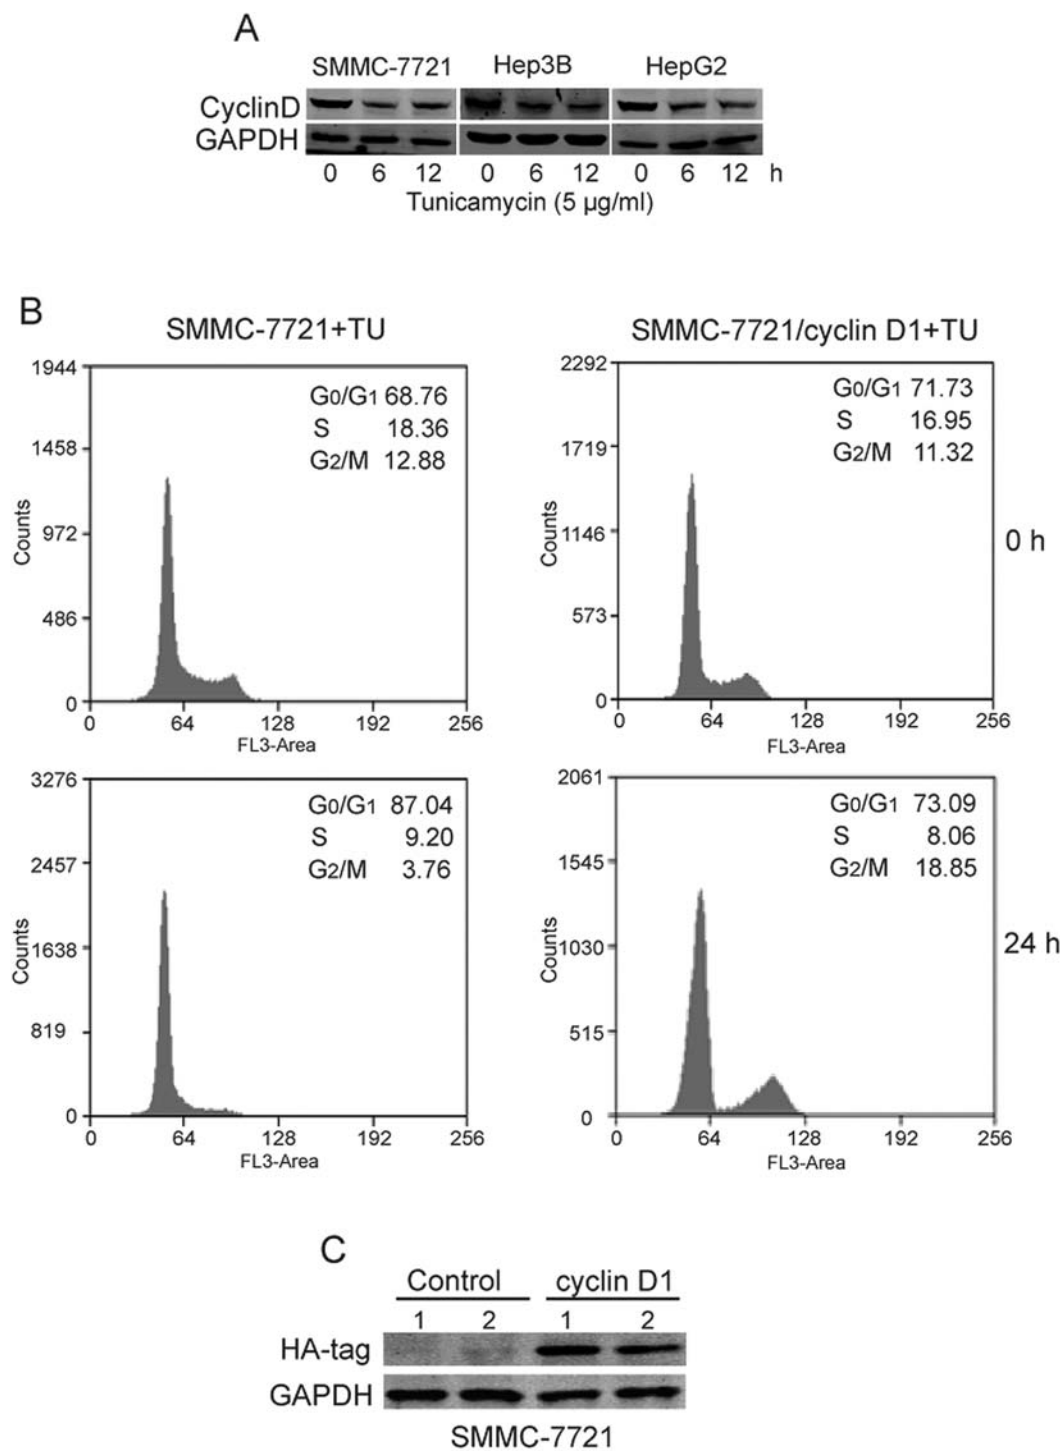 A
SMMC-7721 Hep3B HepG2
CyclinD
GAPDH
0 6 12 0 6 12 0 6 12 h
Tunicamycin (5 µg/ml)
B
SMMC-7721+TU
1944
1458
972
486
0
Counts
G0/G1 68.76
S 18.36
G2/M 12.88
0 64 128 192 256
FL3-Area
SMMC-7721/cyclin D1+TU
2292
1719
1146
573
0
Counts
G0/G1 71.73
S 16.95
G2/M 11.32
0 64 128 192 256
FL3-Area
0 h
3276
2457
1638
819
0
Counts
G0/G1 87.04
S 9.20
G2/M 3.76
0 64 128 192 256
FL3-Area
2061
1545
1030
515
0
Counts
G0/G1 73.09
S 8.06
G2/M 18.85
0 64 128 192 256
FL3-Area
24 h
C
Control cyclin D1
1 2 1 2
HA-tag
GAPDH
SMMC-7721